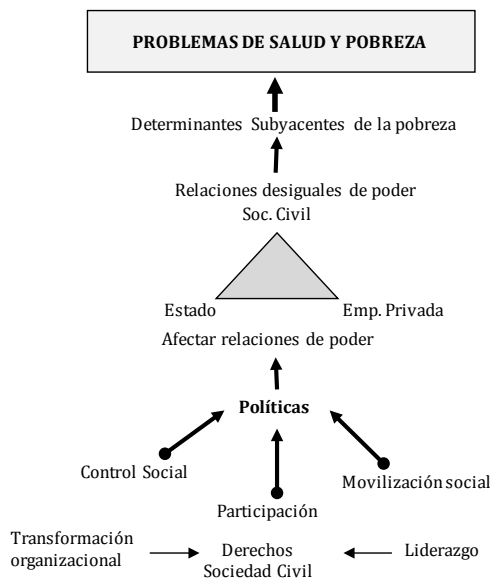 PROBLEMAS DE SALUD Y POBREZA
Determinantes Subyacentes de la pobreza
Relaciones desiguales de poder
Soc. Civil
Estado
Emp. Privada
Afectar relaciones de poder
Políticas
Control Social
Movilización social
Participación
Transformación
organizacional
Derechos
Sociedad Civil
Liderazgo